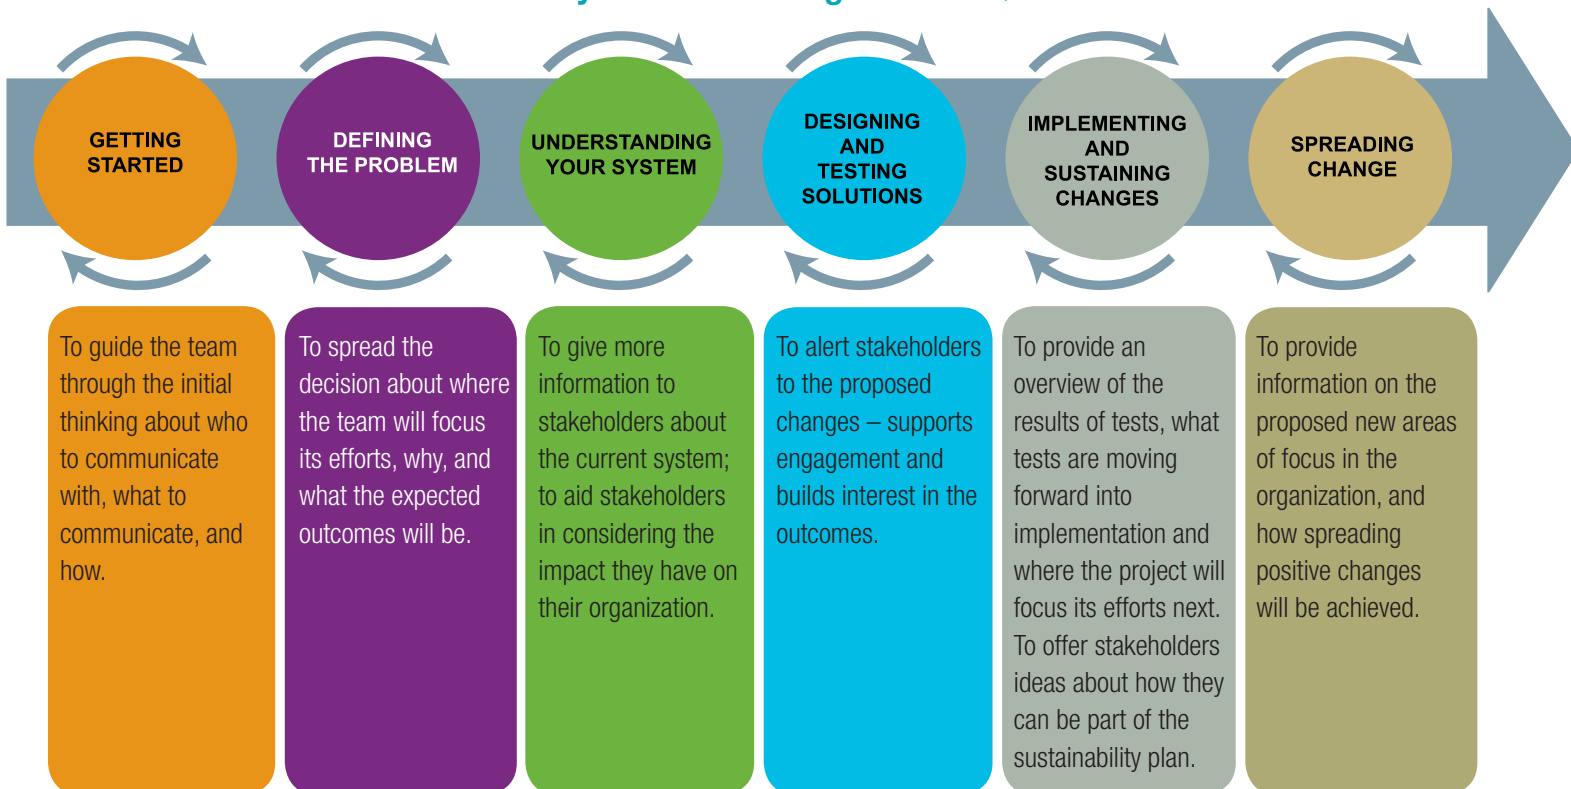 GETTING
STARTED
DEFINING
THE PROBLEM
UNDERSTANDING
YOUR SYSTEM
DESIGNING
AND
TESTING
SOLUTIONS
IMPLEMENTING
AND
SUSTAINING
CHANGES
SPREADING
CHANGE
To guide the team
through the initial
thinking about who
to communicate
with, what to
communicate, and
how.
To spread the
decision about where
the team will focus
its efforts, why, and
what the expected
outcomes will be.
To give more
information to
stakeholders about
the current system;
to aid stakeholders
in considering the
impact they have on
their organization.
To alert stakeholders
to the proposed
changes – supports
engagement and
builds interest in the
outcomes.
To provide an
overview of the
results of tests, what
tests are moving
forward into
implementation and
where the project will
focus its efforts next.
To offer stakeholders
ideas about how they
can be part of the
sustainability plan.
To provide
information on the
proposed new areas
of focus in the
organization, and
how spreading
positive changes
will be achieved.